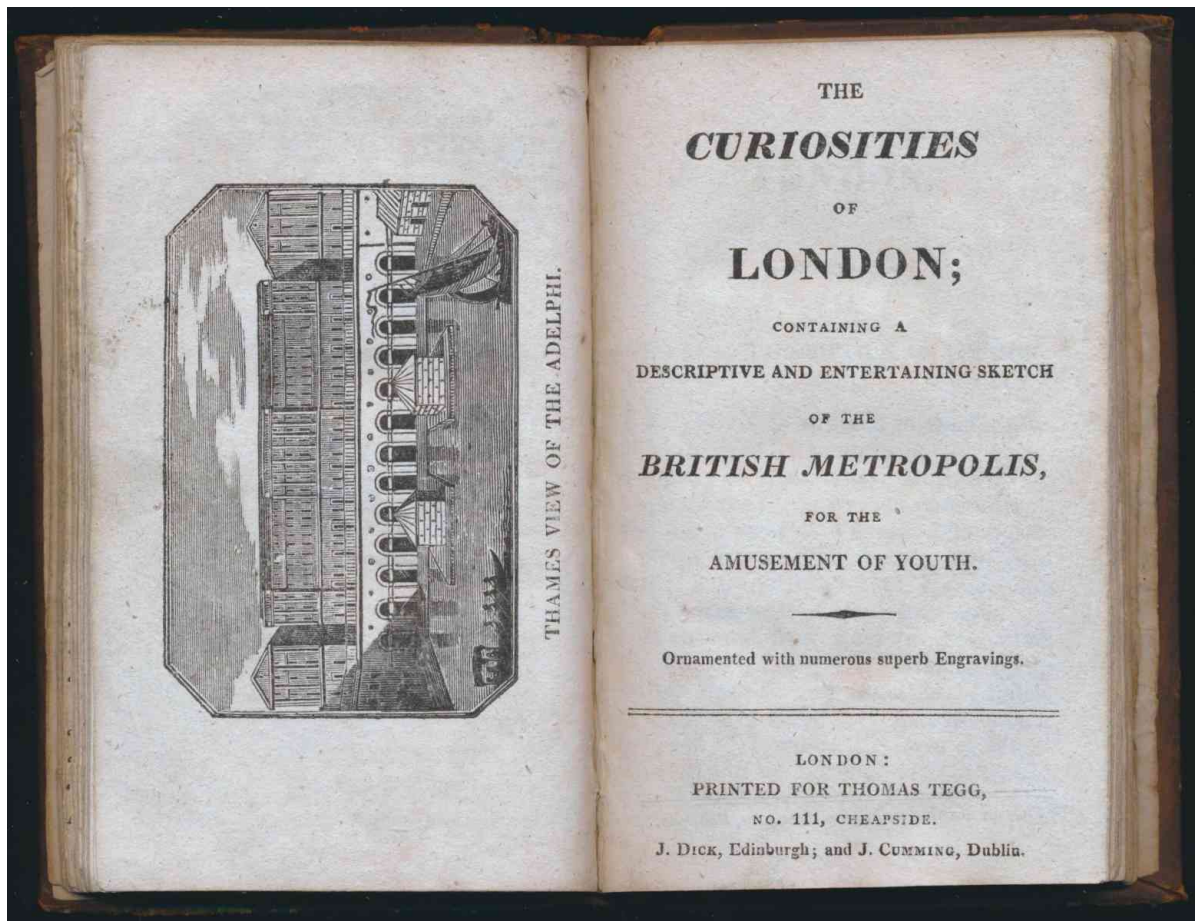 THAMES VIEW OF THE ADELPHI.
THE
CURIOSITIES
OF
LONDON;
CONTAINING A
DESCRIPTIVE AND ENTERTAINING SKETCH
OF THE
BRITISH METROPOLIS,
FOR THE
AMUSEMENT OF YOUTH.
Ornamented with numerous superb Engravings.
LONDON:
PRINTED FOR THOMAS TEGG,
NO. 111, CHEAPSIDE.
J. DICK, Edinburgh; and J. CUMMING, Dublin.